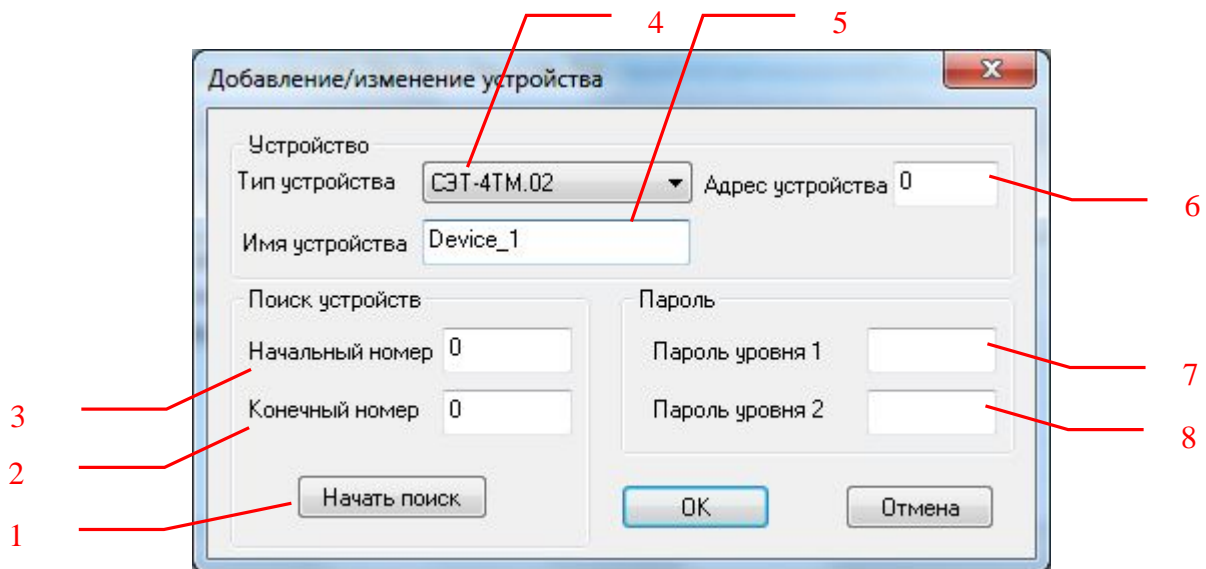 4 5
Добавление/изменение устройства
Устройство
Тип устройства СЭТ-4ТМ.02 Адрес устройства 0
6
Имя устройства Device_1
Поиск устройств Пароль
Начальный номер 0 Пароль уровня 1
7
3
Конечный номер 0 Пароль уровня 2
8
2
Начать поиск OK Отмена
1